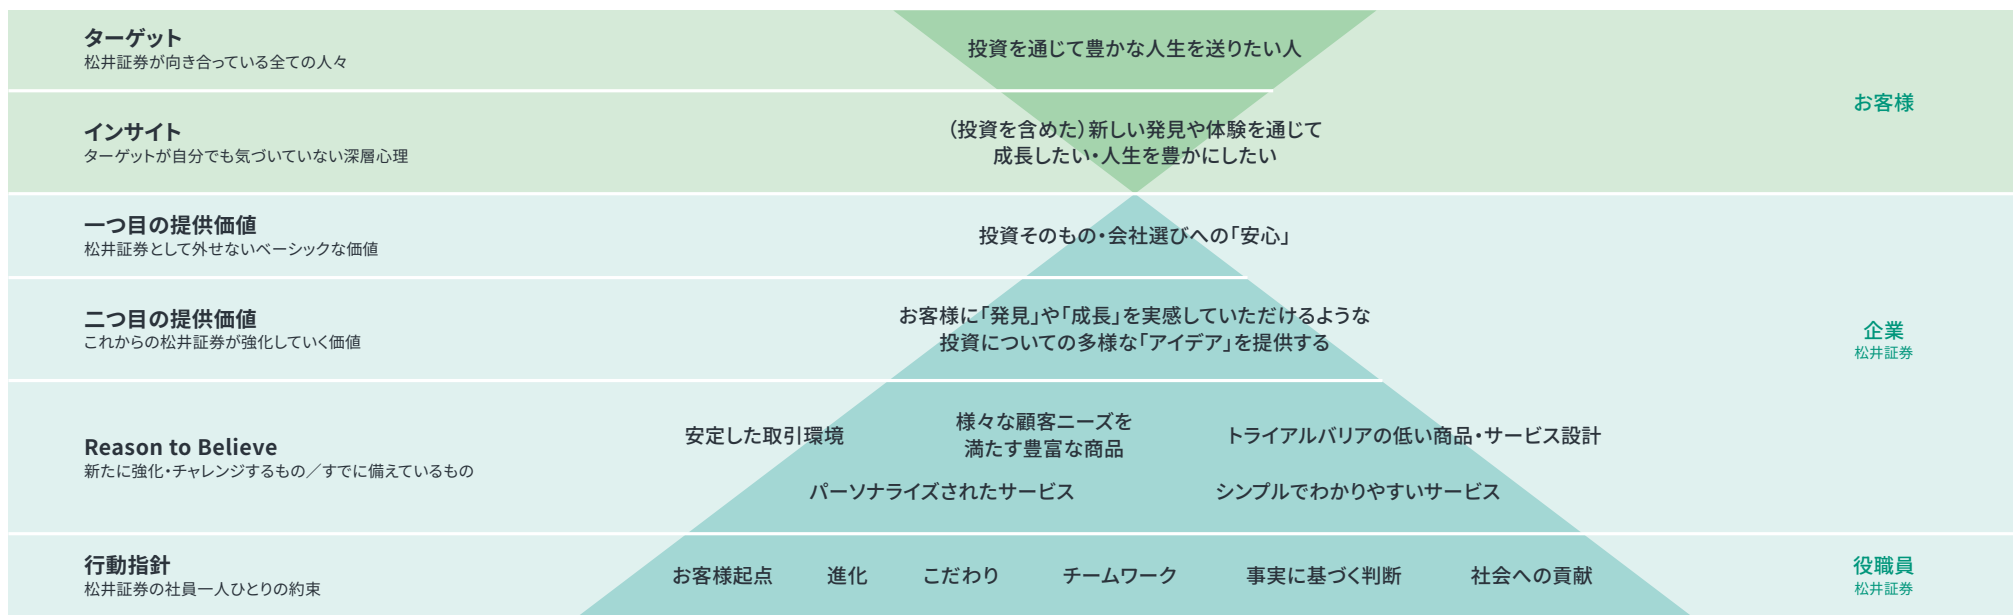 ターゲット
松井証券が向き合っている全ての人々
投資を通じて豊かな人生を送りたい人
お客様
インサイト
ターゲットが自分でも気づいていない深層心理
（投資を含めた）新しい発見や体験を通じて
成長したい・人生を豊かにしたい
一つ目の提供価値
松井証券として外せないベーシックな価値
投資そのもの・会社選びへの「安心」
二つ目の提供価値
これからの松井証券が強化していく価値
お客様に「発見」や「成長」を実感していただけるような
投資についての多様な「アイデア」を提供する
企業
松井証券
Reason to Believe
新たに強化・チャレンジするもの／すでに備えているもの
安定した取引環境
様々な顧客ニーズを
満たす豊富な商品
トライアルバリアの低い商品・サービス設計
パーソナライズされたサービス
シンプルでわかりやすいサービス
行動指針
松井証券の社員一人ひとりの約束
お客様起点
進化
こだわり
チームワーク
事実に基づく判断
社会への貢献
役職員
松井証券